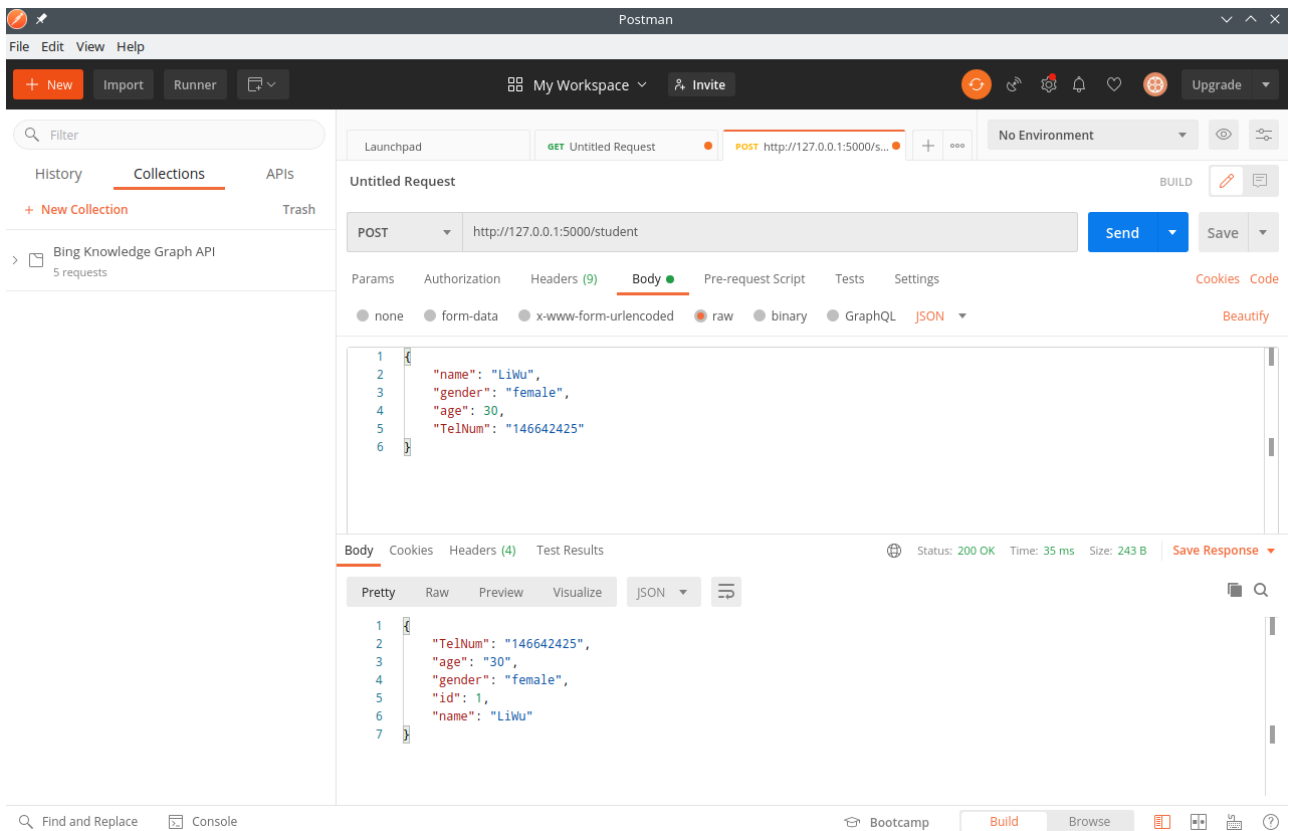 Postman
File Edit View Help
+ New Import Runner My Workspace Invite Upgrade
Filter
History Collections APIs
+ New Collection Trash
Bing Knowledge Graph API
5 requests
Launchpad GET Untitled Request POST http://127.0.0.1:5000/s... + ooo No Environment
Untitled Request BUILD
POST http://127.0.0.1:5000/student Send Save
Params Authorization Headers (9) Body Pre-request Script Tests Settings Cookies Code
none form-data x-www-form-urlencoded raw binary GraphQL JSON Beautify
1 {
2 "name": "LiWu",
3 "gender": "female",
4 "age": 30,
5 "TelNum": "146642425"
6 }
Body Cookies Headers (4) Test Results Status: 200 OK Time: 35 ms Size: 243 B Save Response
Pretty Raw Preview Visualize JSON
1 {
2 "TelNum": "146642425",
3 "age": "30",
4 "gender": "female",
5 "id": 1,
6 "name": "LiWu"
7 }
Find and Replace Console Bootcamp Build Browse